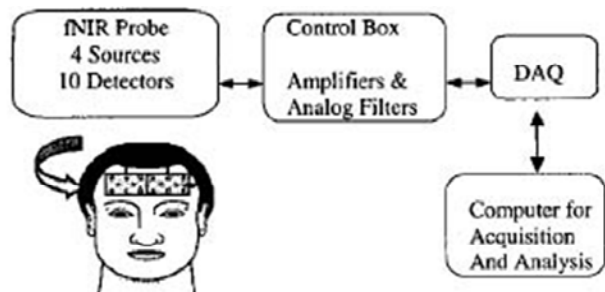 fNIR Probe
4 Sources
10 Detectors
Control Box
Amplifiers &
Analog Filters
DAQ
Computer for
Acquisition
And Analysis